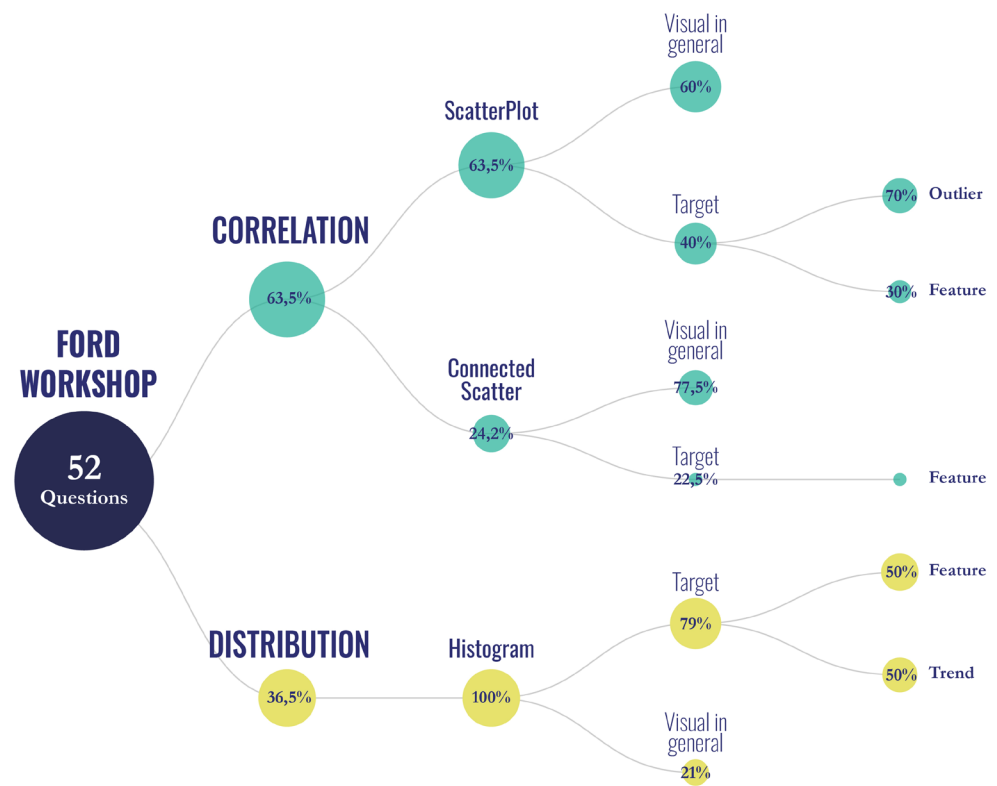 FORD
WORKSHOP
52
Questions
CORRELATION
63,5%
ScatterPlot
63,5%
Visual in
general
60%
Target
40%
70%
Outlier
30%
Feature
Connected
Scatter
24,2%
Visual in
general
77,5%
Target
22,5%
Feature
DISTRIBUTION
36,5%
Histogram
100%
Target
79%
50%
Feature
50%
Trend
Visual in
general
21%